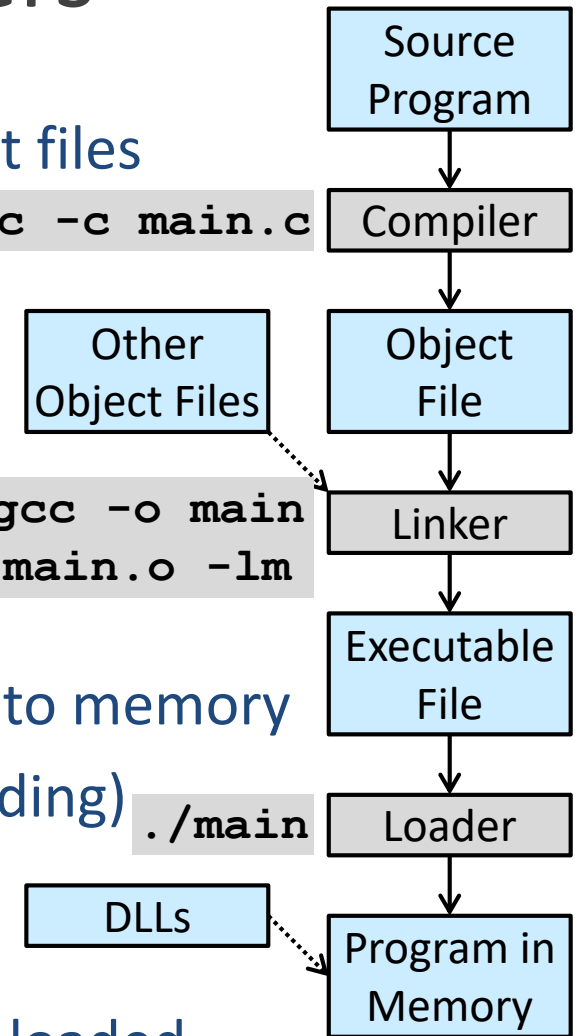 Source
Program
t files
c -c main.c
Compiler
Other
Object Files
Object
File
gcc -o main
main.o -lm
Linker
Executable
File
to memory
ding)
./main
Loader
DLLs
Program in
Memory
loaded